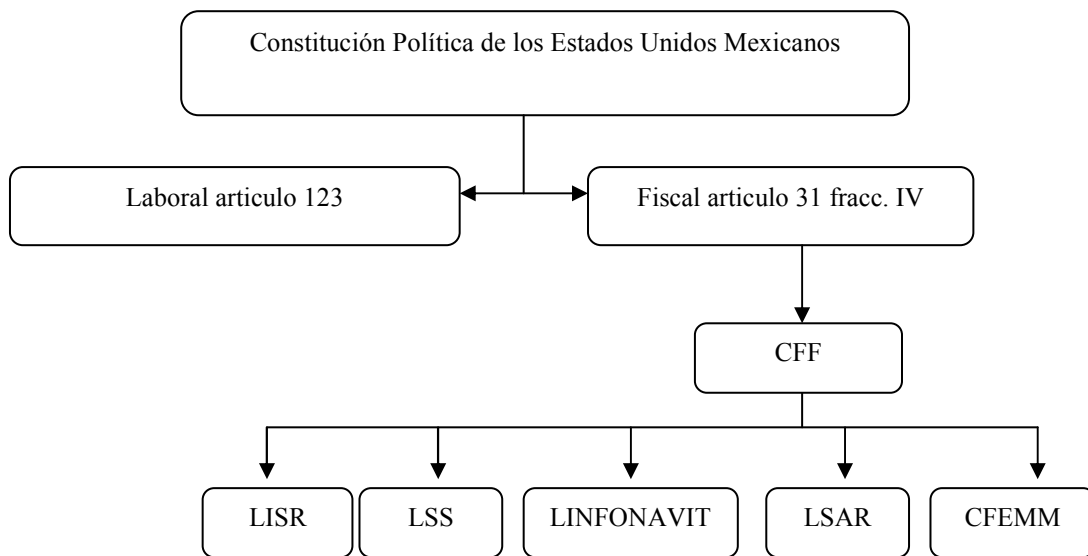 Constitución Política de los Estados Unidos Mexicanos
Laboral articulo 123
Fiscal articulo 31 fracc. IV
CFF
LISR
LSS
LINFONAVIT
LSAR
CFEMM